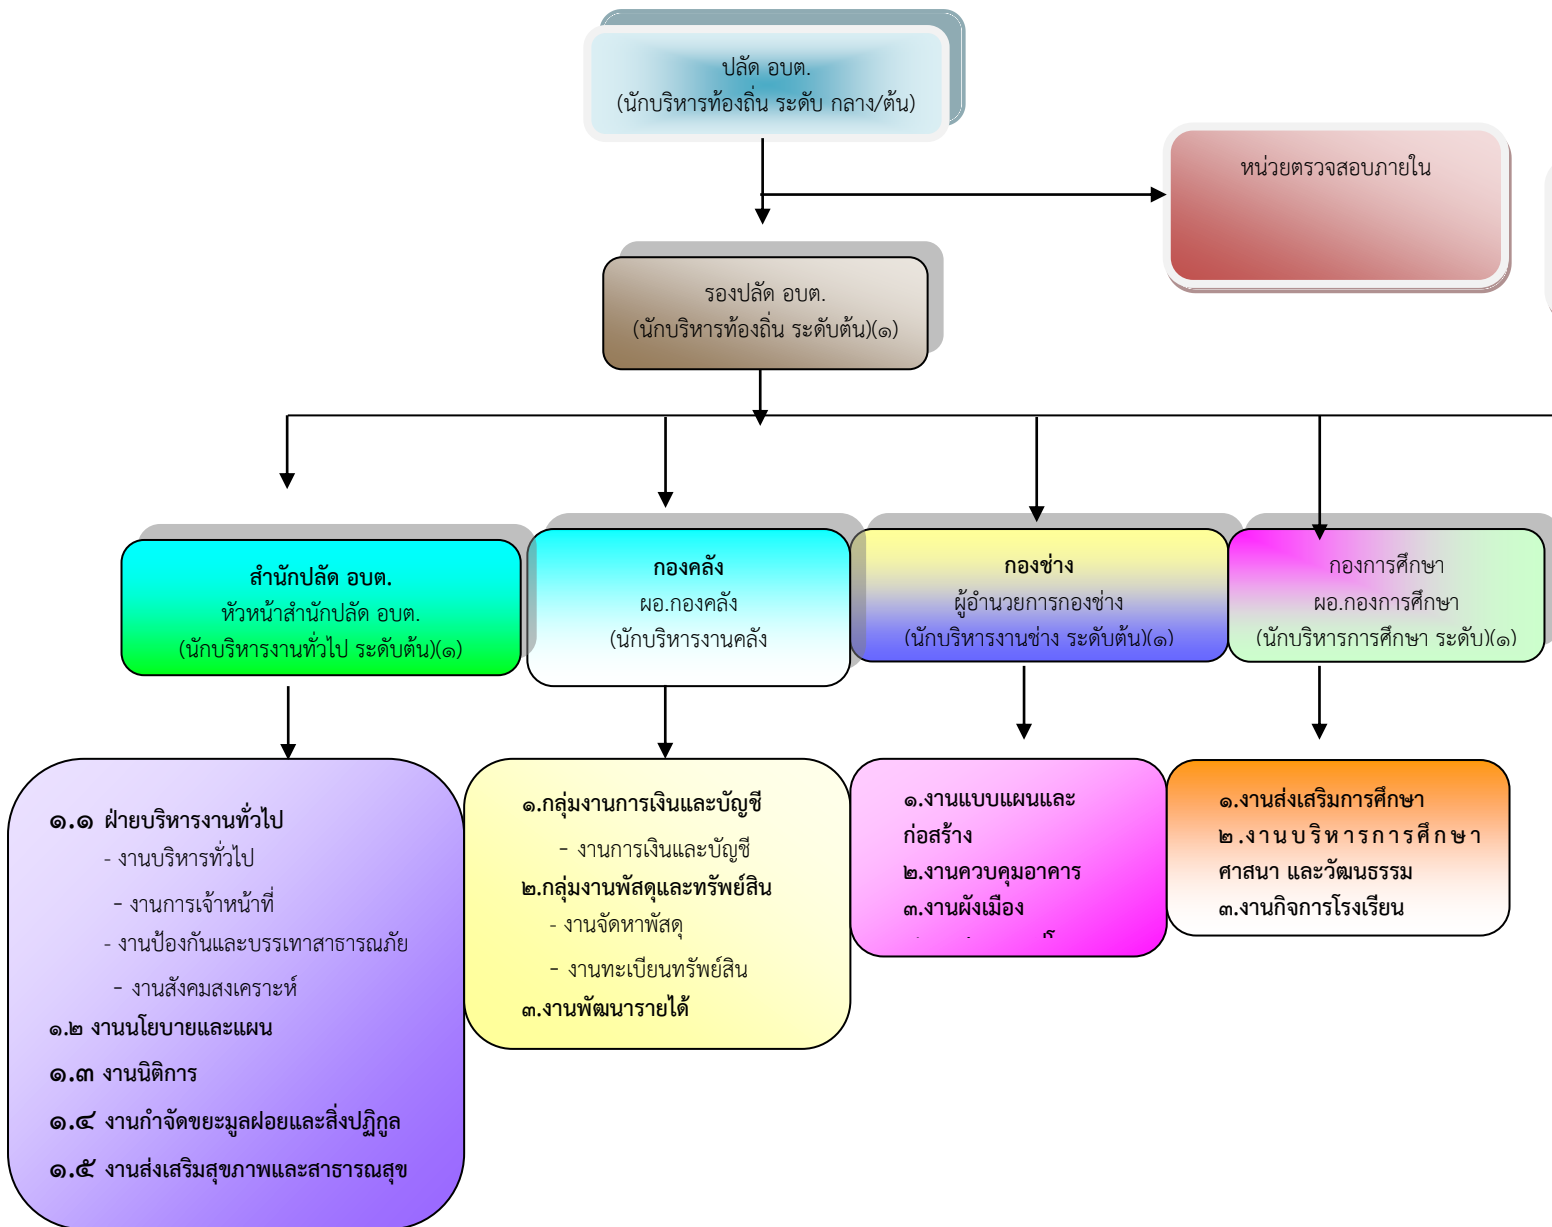 ปลัด อบต.
(นักบริหารท้องถิ่น ระดับ กลาง/ต้น)
หน่วยตรวจสอบภายใน
รองปลัด อบต.
(นักบริหารท้องถิ่น ระดับต้น)(๑)
สำนักปลัด อบต.
หัวหน้าสำนักปลัด อบต.
(นักบริหารงานทั่วไป ระดับต้น)(๑)
กองคลัง
ผอ.กองคลัง
(นักบริหารงานคลัง
กองช่าง
ผู้อำนวยการกองช่าง
(นักบริหารงานช่าง ระดับต้น)(๑)
กองการศึกษา
ผอ.กองการศึกษา
(นักบริหารการศึกษา ระดับ)(๑)
๑.๑ ฝ่ายบริหารงานทั่วไป
- งานบริหารทั่วไป
- งานการเจ้าหน้าที่
- งานป้องกันและบรรเทาสาธารณภัย
- งานสังคมสงเคราะห์
๑.๒ งานนโยบายและแผน
๑.๓ งานนิติการ
๑.๔ งานกำจัดขยะมูลฝอยและสิ่งปฏิกูล
๑.๕ งานส่งเสริมสุขภาพและสาธารณสุข
๑.กลุ่มงานการเงินและบัญชี
- งานการเงินและบัญชี
๒.กลุ่มงานพัสดุและทรัพย์สิน
- งานจัดหาพัสดุ
- งานทะเบียนทรัพย์สิน
๓.งานพัฒนารายได้
๑.งานแบบแผนและ
ก่อสร้าง
๒.งานควบคุมอาคาร
๓.งานผังเมือง
๑.งานส่งเสริมการศึกษา
๒.งานบริหารการศึกษา
ศาสนา และวัฒนธรรม
๓.งานกิจการโรงเรียน